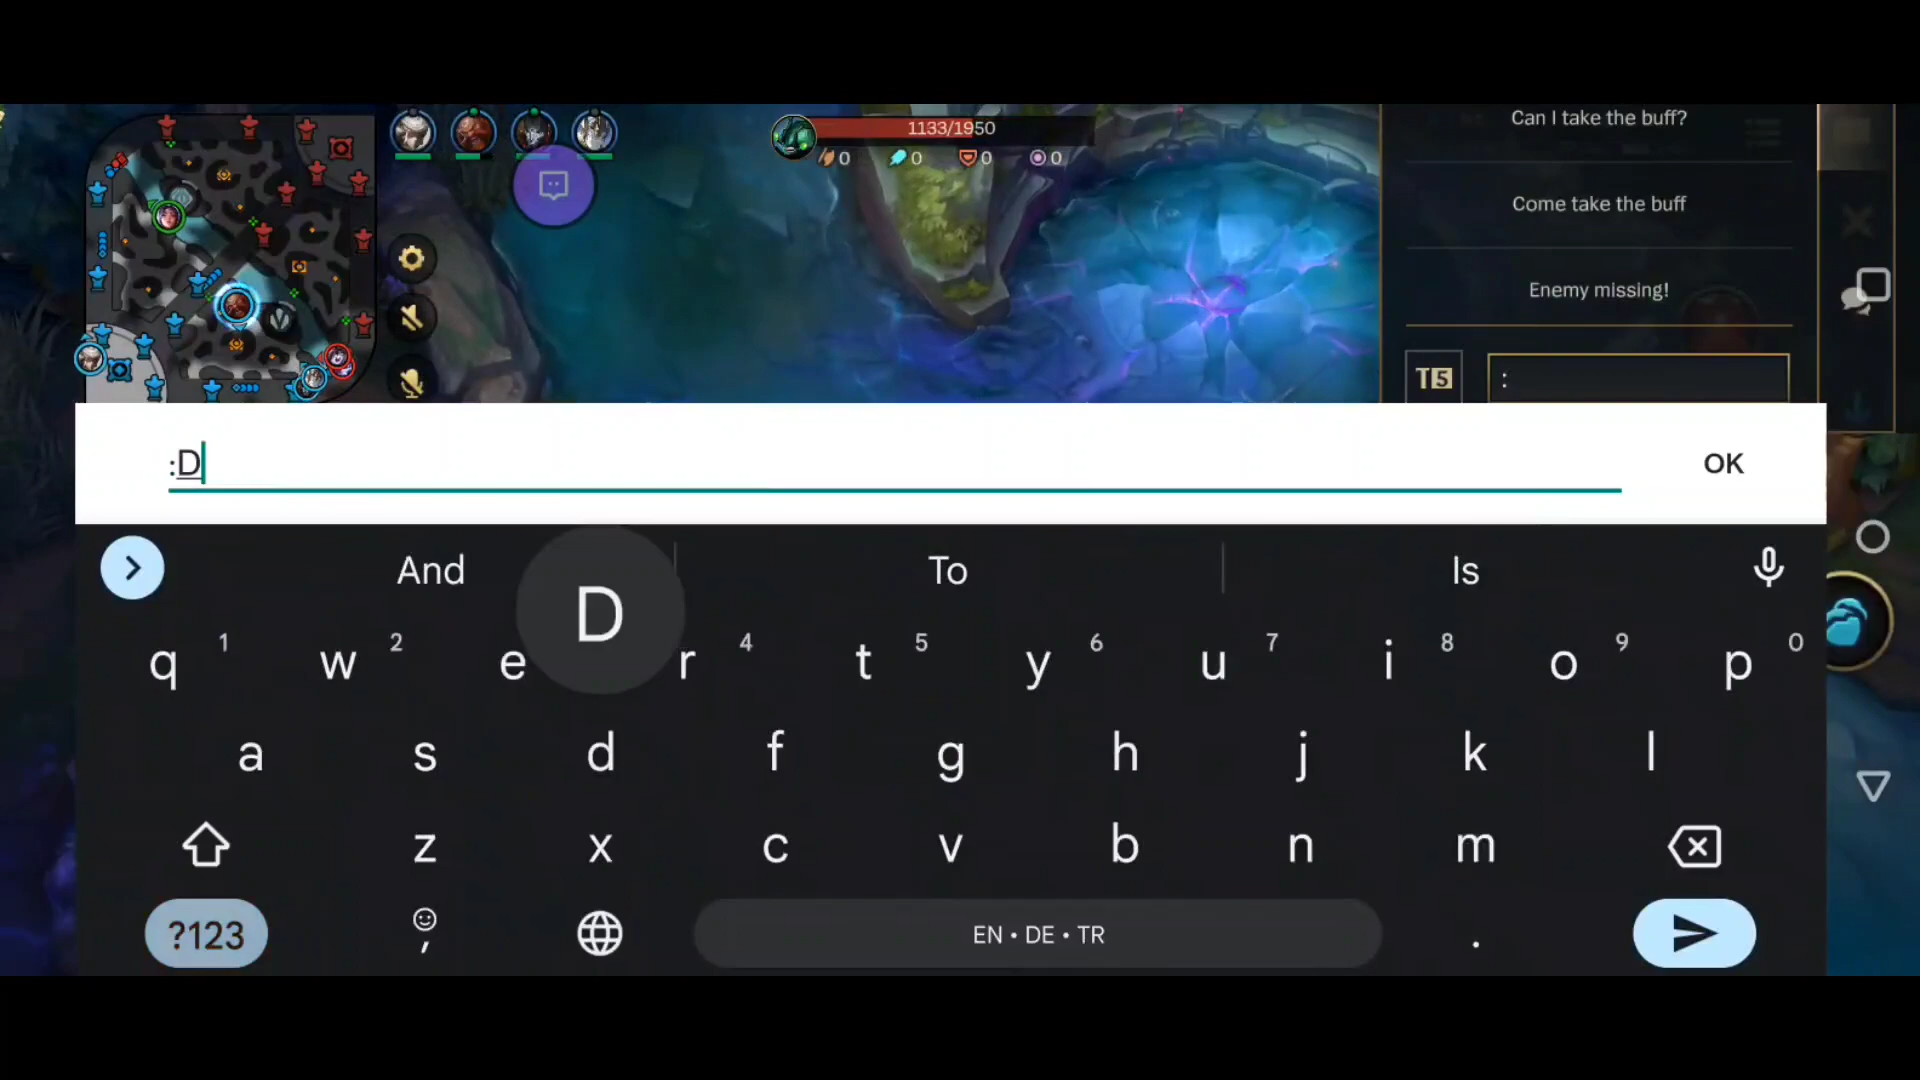 1133/1950
0 0 0 0
Can I take the buff?
Come take the buff
Enemy missing!
T5 :
:D OK
And To Is
D
q 1 w 2 e r 4 t 5 y 6 u 7 i 8 o 9 p 0
a s d f g h j k l
z x c v b n m
?123 , EN • DE • TR .